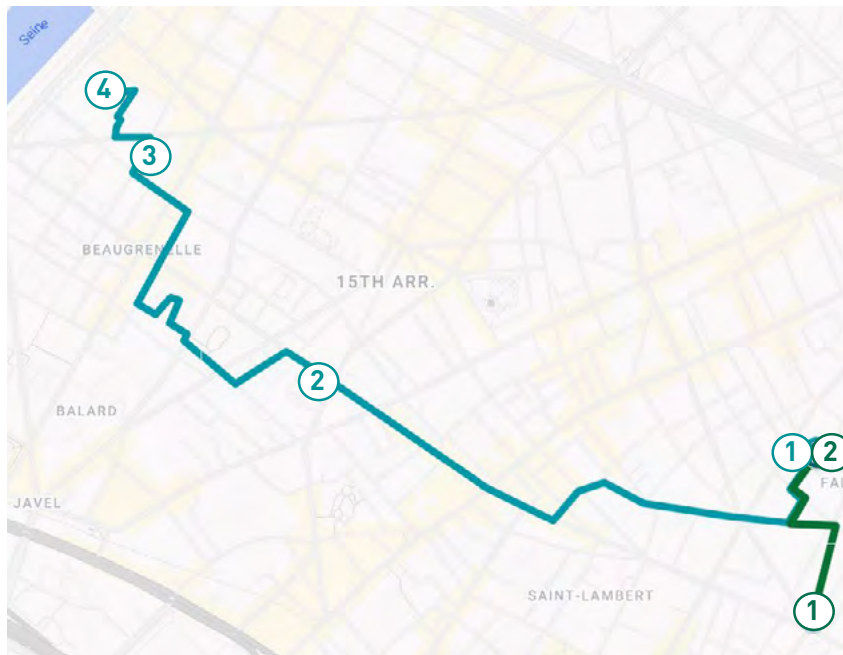 Seine
4
3
BEAUGRENELLE
15TH ARR.
2
BALARD
1
2
JAVEL
SAINT-LAMBERT
1